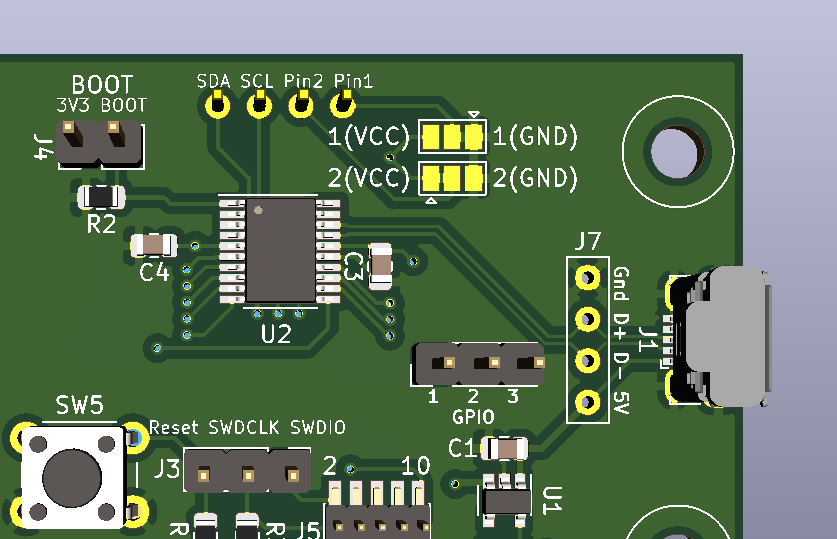 BOOT
3V3 BOOT
SDA SCL Pin2 Pin1
J4
1(VCC) 1(GND)
2(VCC) 2(GND)
R2
C4
C3
U2
J7
Gnd
D+
D-
5V
J1
1 2 3
GPIO
SW5
Reset SWDCLK SWDIO
J3
2 10
C1
U1
R
R
J5